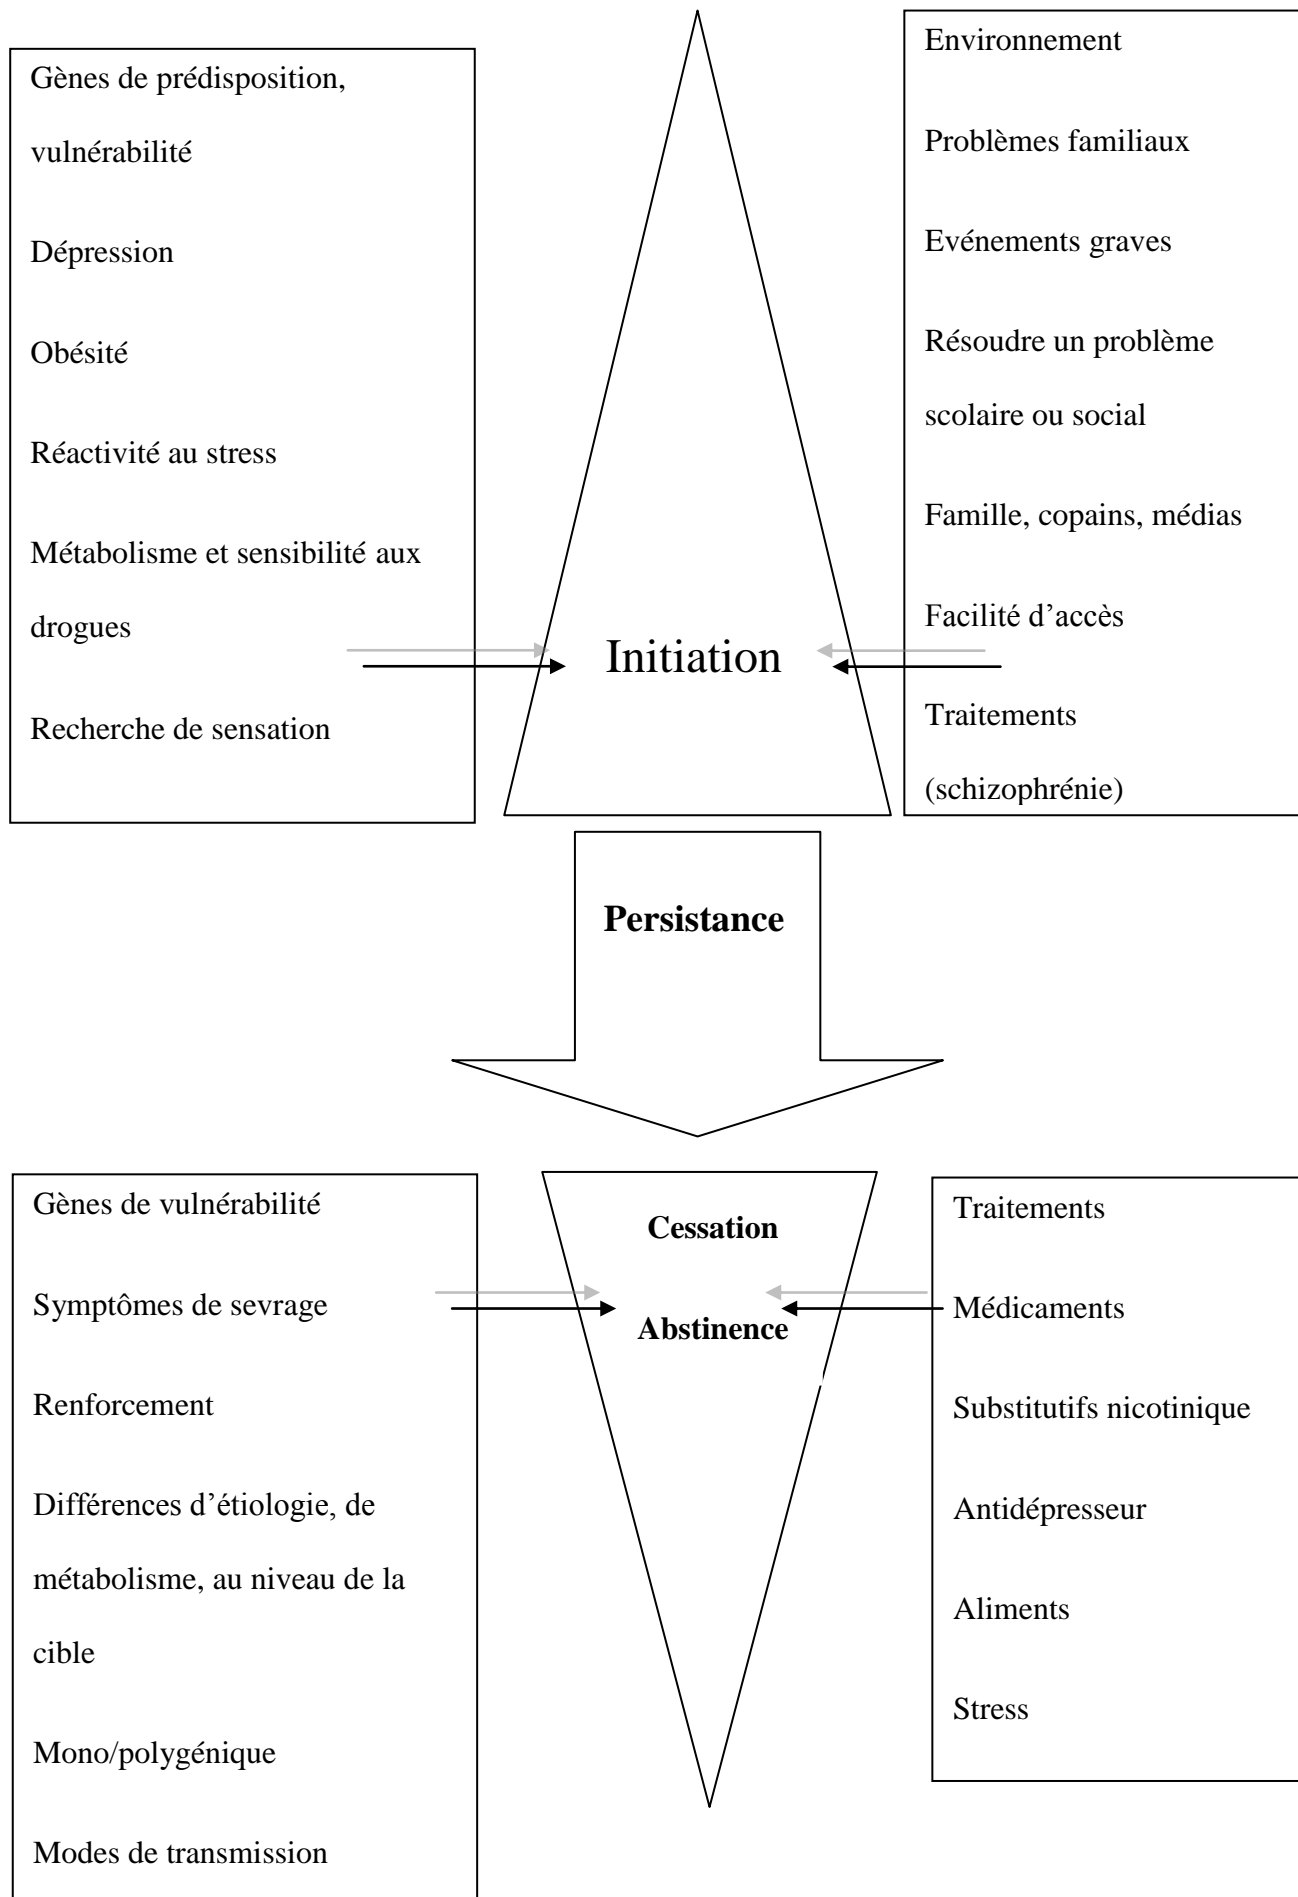 Gènes de prédisposition,
vulnérabilité
Dépression
Obésité
Réactivité au stress
Métabolisme et sensibilité aux
drogues
Recherche de sensation
Initiation
Environnement
Problèmes familiaux
Evénements graves
Résoudre un problème
scolaire ou social
Famille, copains, médias
Facilité d’accès
Traitements
(schizophrénie)
Persistance
Gènes de vulnérabilité
Symptômes de sevrage
Renforcement
Différences d’étiologie, de
métabolisme, au niveau de la
cible
Mono/polygénique
Modes de transmission
Cessation
Abstinence
Traitements
Médicaments
Substitutifs nicotinique
Antidépresseur
Aliments
Stress